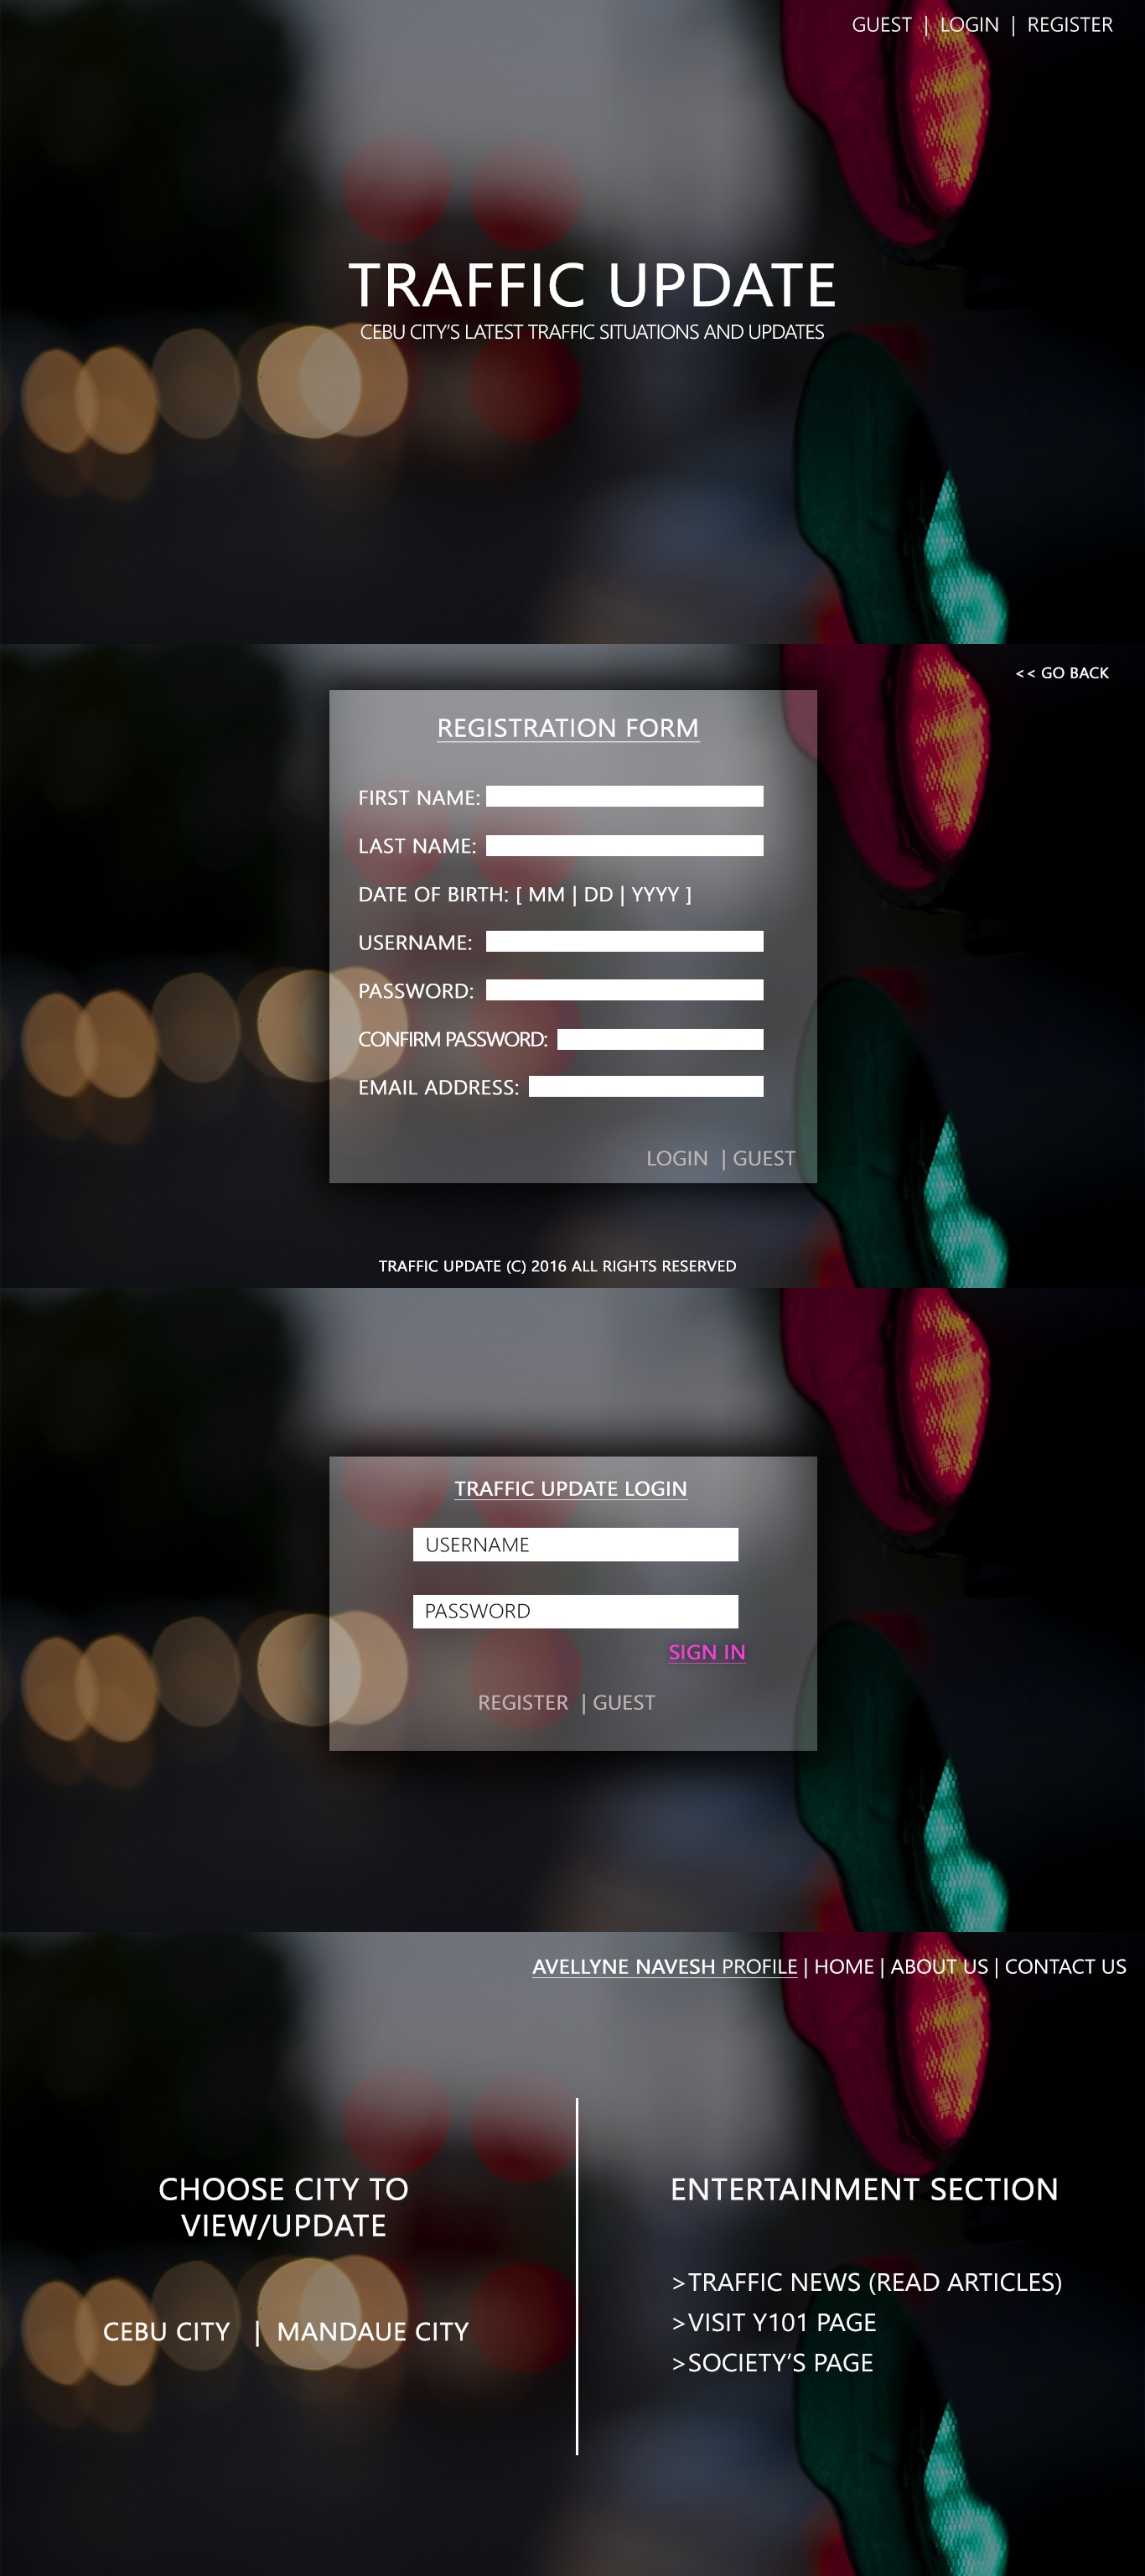 GUEST | LOGIN | REGISTER
TRAFFIC UPDATE
CEBU CITY'S LATEST TRAFFIC SITUATIONS AND UPDATES
<< GO BACK
REGISTRATION FORM
FIRST NAME:
LAST NAME:
DATE OF BIRTH: [ MM | DD | YYYY ]
USERNAME:
PASSWORD:
CONFIRM PASSWORD:
EMAIL ADDRESS:
LOGIN | GUEST
TRAFFIC UPDATE (C) 2016 ALL RIGHTS RESERVED
TRAFFIC UPDATE LOGIN
USERNAME
PASSWORD
SIGN IN
REGISTER | GUEST
AVELLYNE NAVESH PROFILE | HOME | ABOUT US | CONTACT US
CHOOSE CITY TO
VIEW/UPDATE
CEBU CITY | MANDAUE CITY
ENTERTAINMENT SECTION
>TRAFFIC NEWS (READ ARTICLES)
>VISIT Y101 PAGE
>SOCIETY'S PAGE